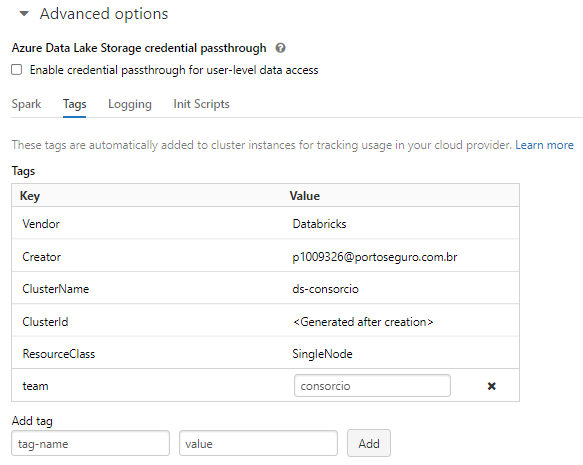 Advanced options
Azure Data Lake Storage credential passthrough ?
Enable credential passthrough for user-level data access
Spark Tags Logging Init Scripts
These tags are automatically added to cluster instances for tracking usage in your cloud provider. Learn more
Tags
Key Value
Vendor Databricks
Creator p1009326@portoseguro.com.br
ClusterName ds-consorcio
ClusterId <Generated after creation>
ResourceClass SingleNode
team consorcio
Add tag
tag-name value Add